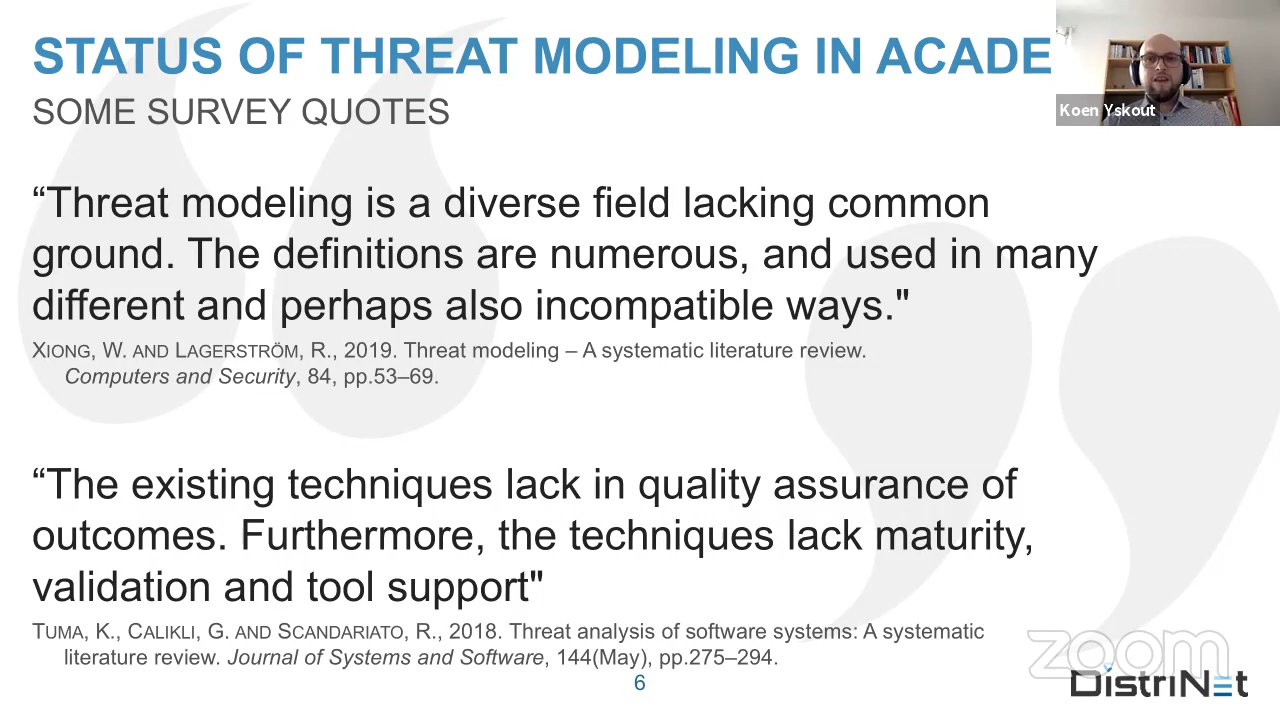 STATUS OF THREAT MODELING IN ACADE
SOME SURVEY QUOTES
Koen Yskout
“Threat modeling is a diverse field lacking common
ground. The definitions are numerous, and used in many
different and perhaps also incompatible ways."
XIONG, W. AND LAGERSTRÖM, R., 2019. Threat modeling – A systematic literature review.
Computers and Security, 84, pp.53–69.
“The existing techniques lack in quality assurance of
outcomes. Furthermore, the techniques lack maturity,
validation and tool support"
TUMA, K., CALIKLI, G. AND SCANDARIATO, R., 2018. Threat analysis of software systems: A systematic
literature review. Journal of Systems and Software, 144(May), pp.275–294.
6
zoom
DistriNet